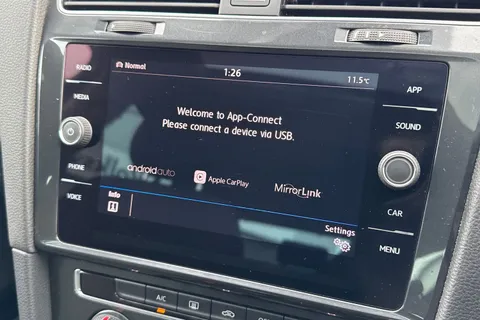 RADIO
MEDIA
PHONE
VOICE
Normal
1:26
11.5°C
Welcome to App-Connect
Please connect a device via USB.
androidauto
Apple CarPlay
MirrorLink
Info
Settings
APP
SOUND
CAR
MENU
A/C